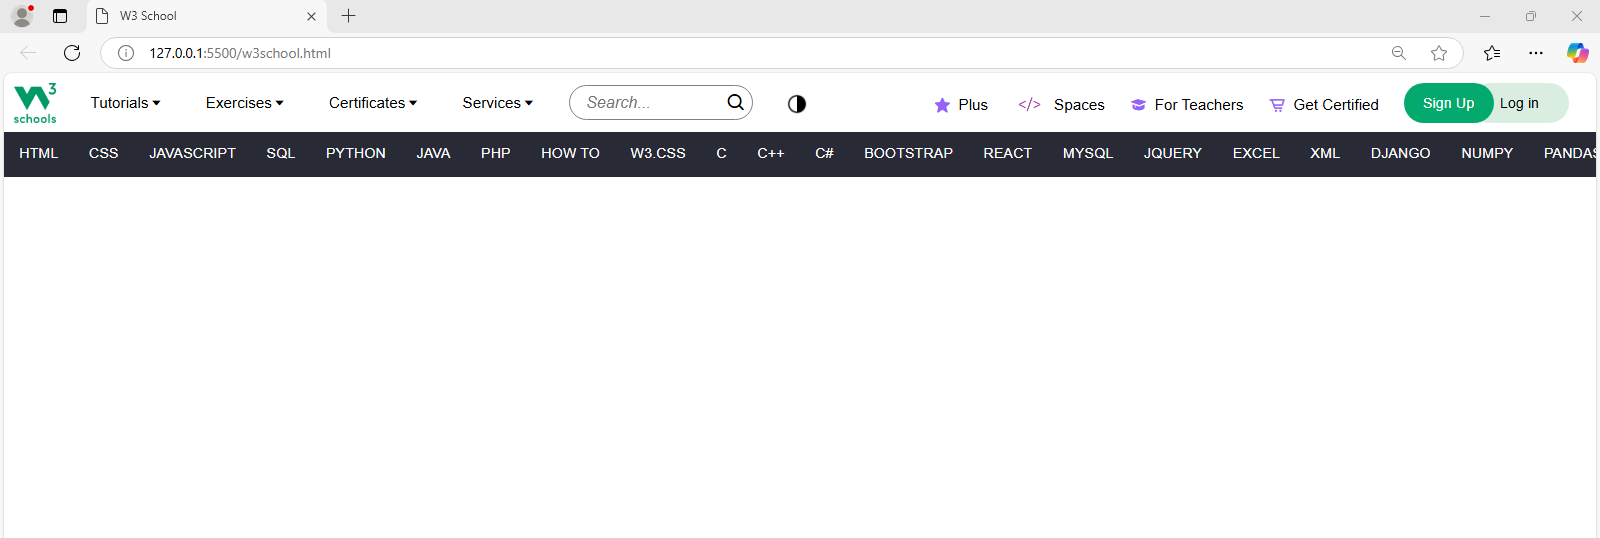 W3 School
127.0.0.1:5500/w3school.html
W3 schools Tutorials Exercises Certificates Services Search... Plus </> Spaces For Teachers Get Certified Sign Up Log in
HTML CSS JAVASCRIPT SQL PYTHON JAVA PHP HOW TO W3.CSS C C++ C# BOOTSTRAP REACT MYSQL JQUERY EXCEL XML DJANGO NUMPY PANDAS